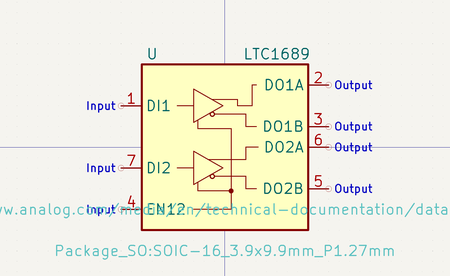 U LTC1689
2 Output
DO1A
Input 1 DI1
DO1B 3 Output
DO2A 6 Output
Input 7 DI2
DO2B 5 Output
Input 4 EN12
ww.analog.com/media/en/technical-documentation/data
Package_SO:SOIC-16_3.9x9.9mm_P1.27mm